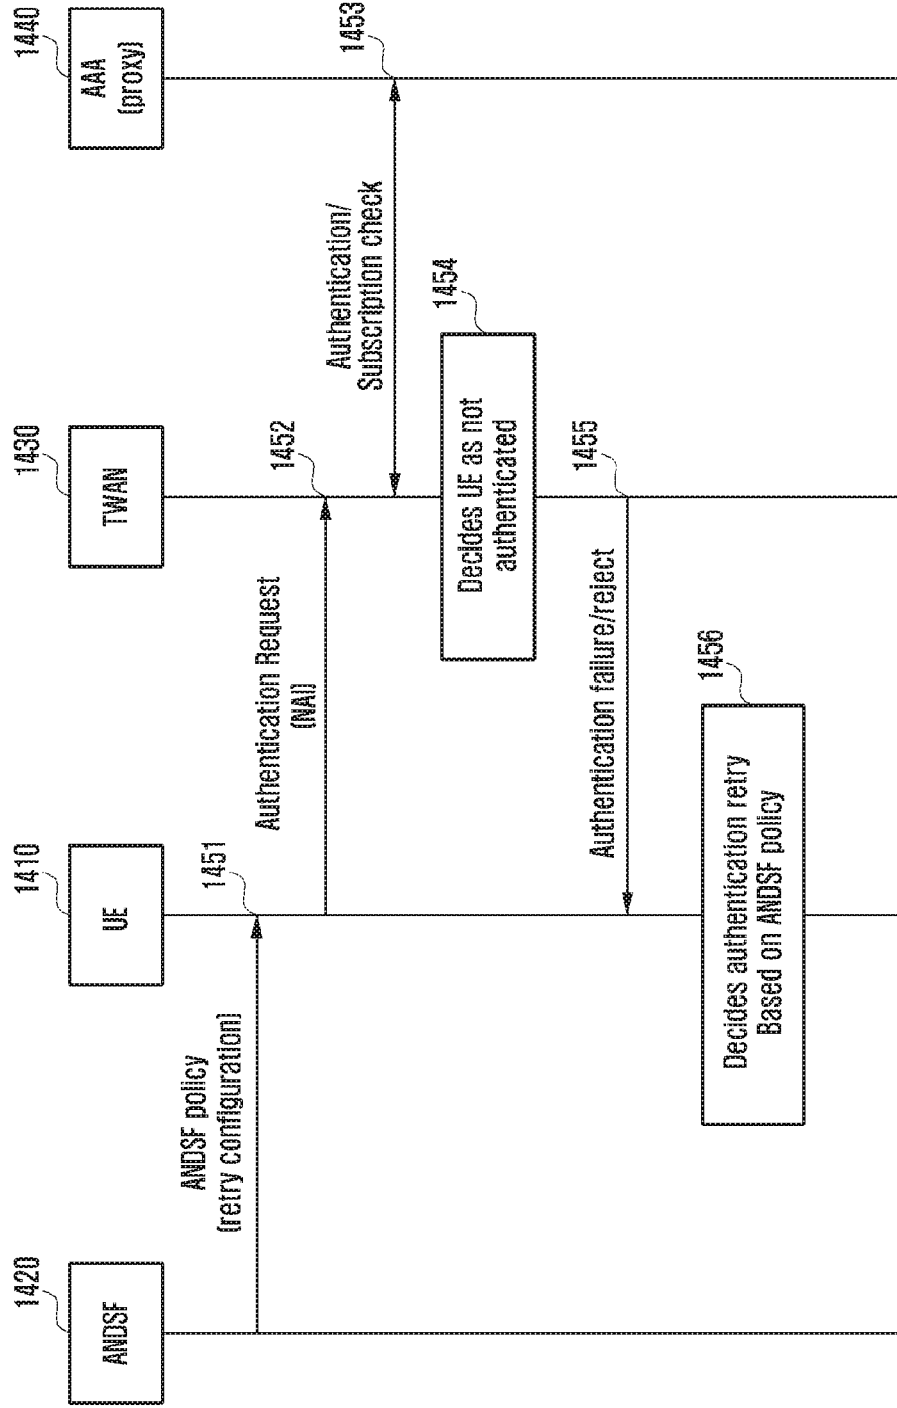 1420
ANDSF
1410
UE
1430
TWAN
1440
AAA
(proxy)
ANDSF policy
(retry configuration)
1451
Authentication Request
(NAI)
1452
Authentication/
Subscription check
1453
Decides UE as not
authenticated
1454
Authentication failure/reject
1455
Decides authentication retry
Based on ANDSF policy
1456